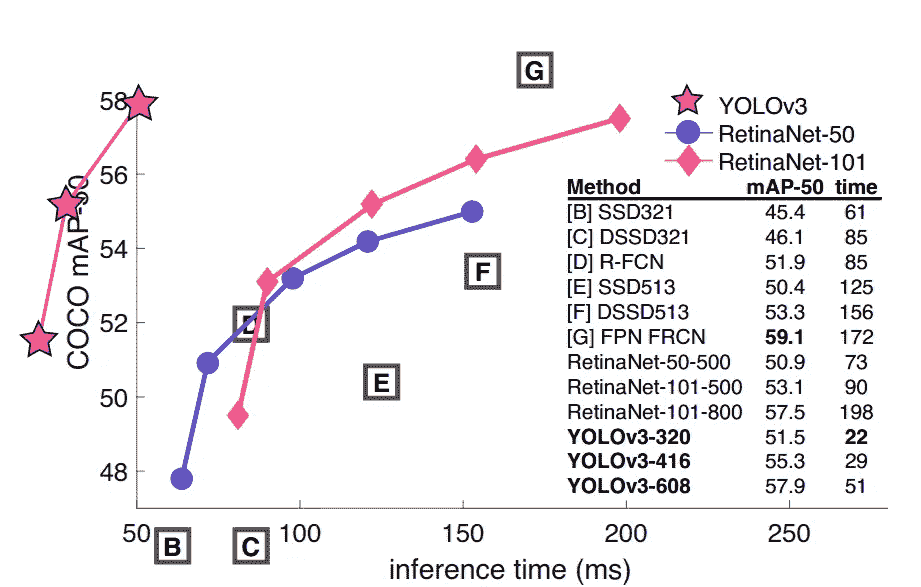 G
58
56
54
52
50
48
COCO mAP-50
D
F
E
B
C
50
100
150
200
250
inference time (ms)
YOLOv3
RetinaNet-50
RetinaNet-101
Method mAP-50 time
[B] SSD321 45.4 61
[C] DSSD321 46.1 85
[D] R-FCN 51.9 85
[E] SSD513 50.4 125
[F] DSSD513 53.3 156
[G] FPN FRCN 59.1 172
RetinaNet-50-500 50.9 73
RetinaNet-101-500 53.1 90
RetinaNet-101-800 57.5 198
YOLOv3-320 51.5 22
YOLOv3-416 55.3 29
YOLOv3-608 57.9 51